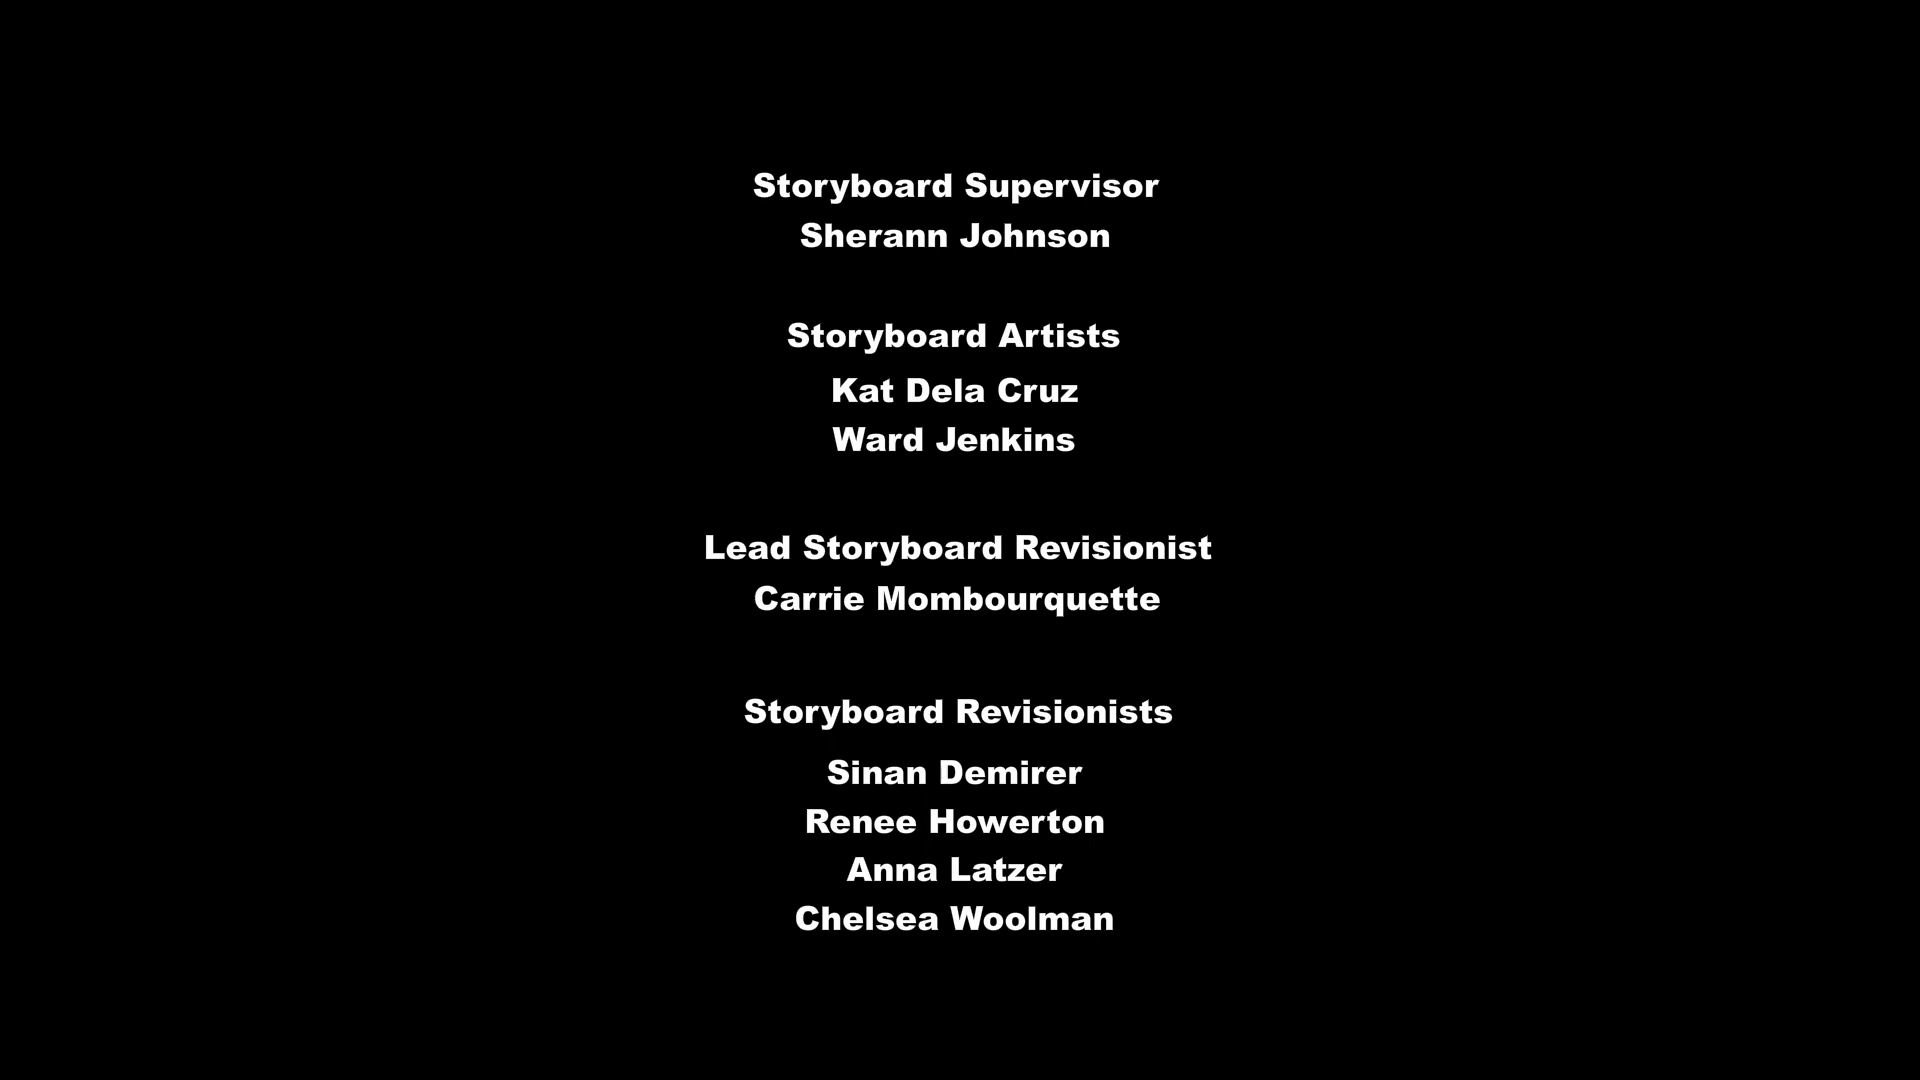 Storyboard Supervisor
Sherann Johnson
Storyboard Artists
Kat Dela Cruz
Ward Jenkins
Lead Storyboard Revisionist
Carrie Mombourquette
Storyboard Revisionists
Sinan Demirer
Renee Howerton
Anna Latzer
Chelsea Woolman